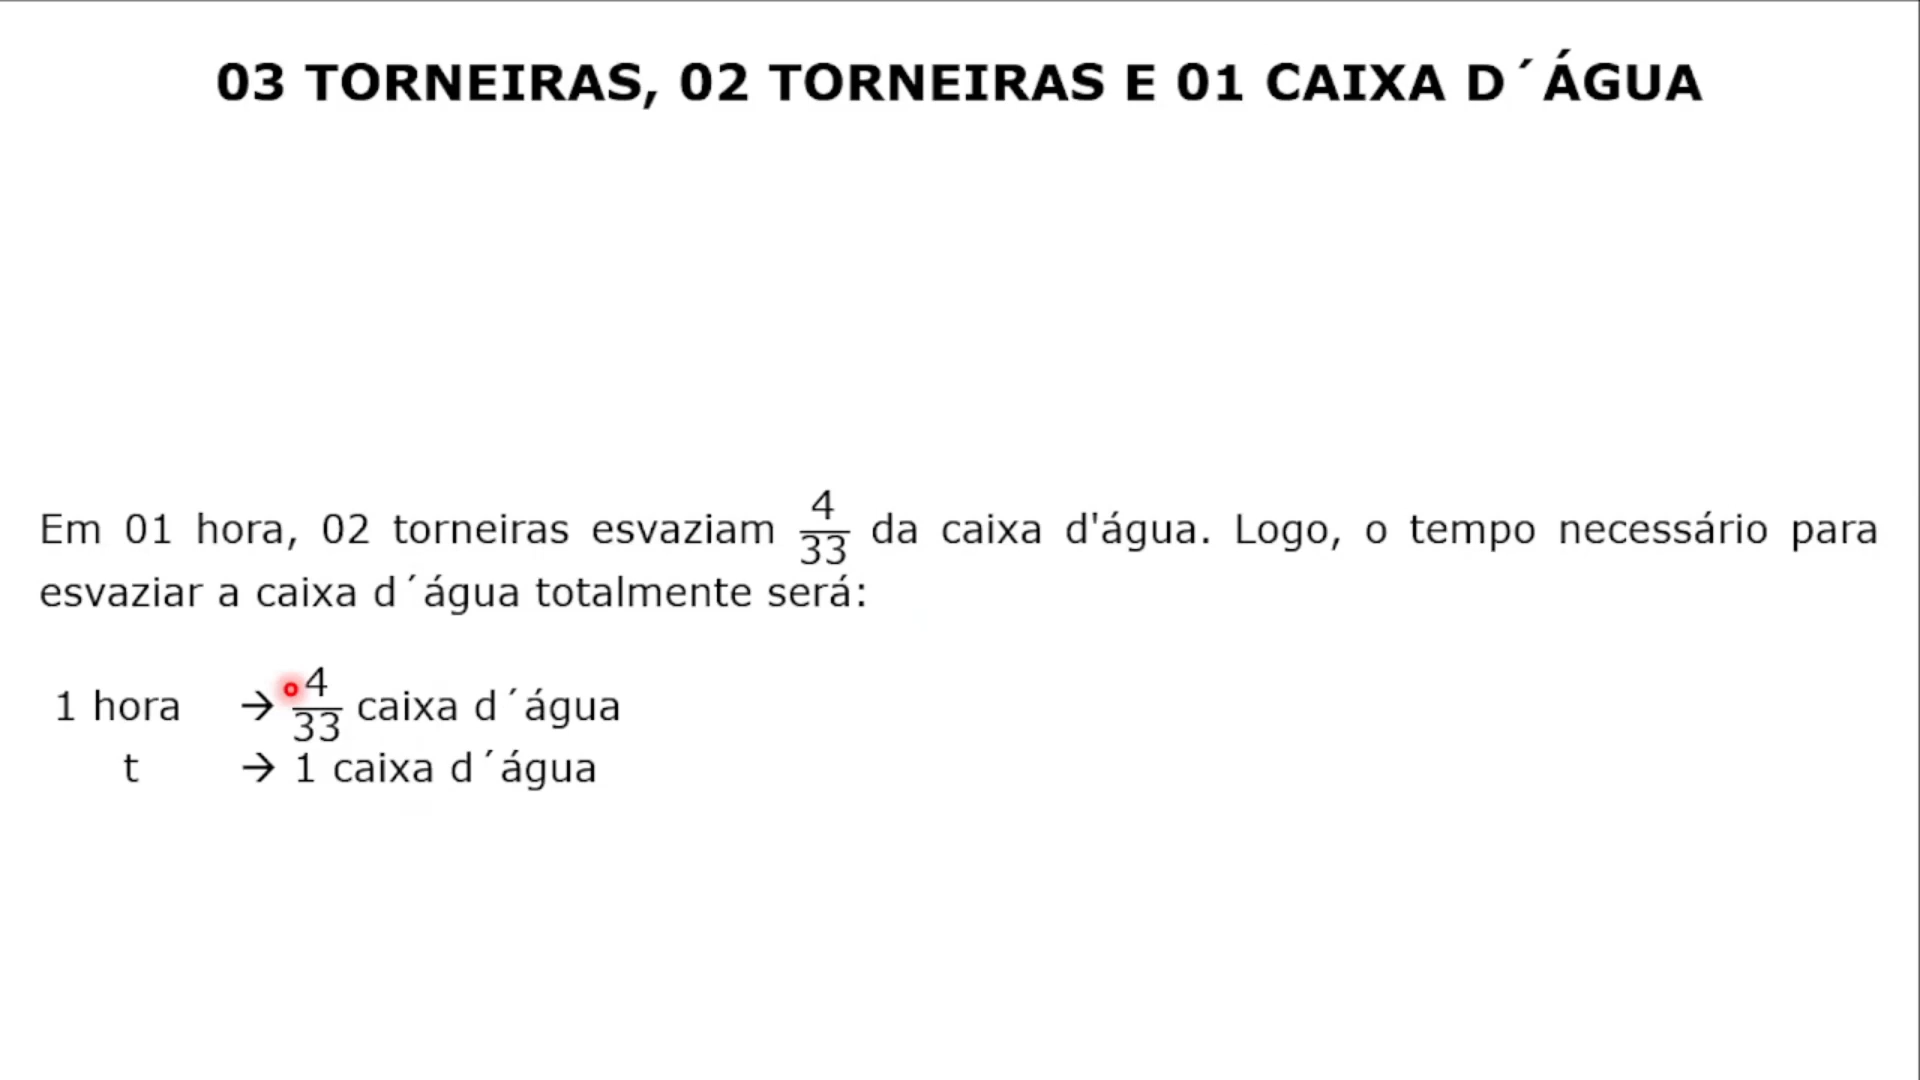 03 TORNEIRAS, 02 TORNEIRAS E 01 CAIXA D´ÁGUA
Em 01 hora, 02 torneiras esvaziam 4/33 da caixa d'água. Logo, o tempo necessário para
esvaziar a caixa d´água totalmente será:
1 hora → 4/33 caixa d´água
t → 1 caixa d´água